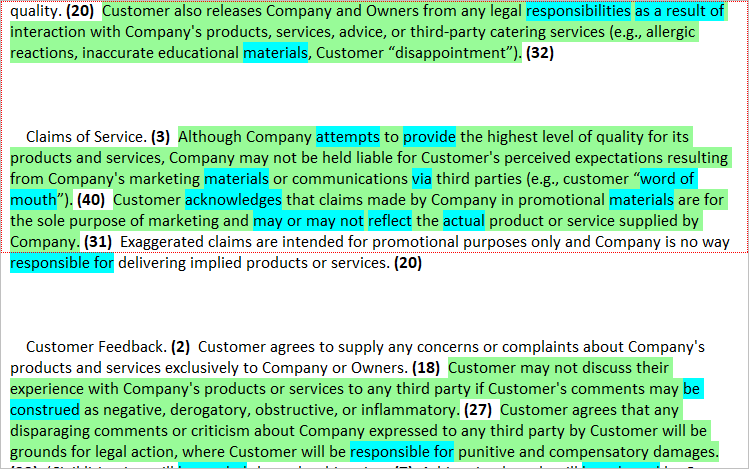 quality. (20) Customer also releases Company and Owners from any legal responsibilities as a result of
interaction with Company's products, services, advice, or third-party catering services (e.g., allergic
reactions, inaccurate educational materials, Customer “disappointment”). (32)
Claims of Service. (3) Although Company attempts to provide the highest level of quality for its
products and services, Company may not be held liable for Customer's perceived expectations resulting
from Company's marketing materials or communications via third parties (e.g., customer “word of
mouth”). (40) Customer acknowledges that claims made by Company in promotional materials are for
the sole purpose of marketing and may or may not reflect the actual product or service supplied by
Company. (31) Exaggerated claims are intended for promotional purposes only and Company is no way
responsible for delivering implied products or services. (20)
Customer Feedback. (2) Customer agrees to supply any concerns or complaints about Company's
products and services exclusively to Company or Owners. (18) Customer may not discuss their
experience with Company's products or services to any third party if Customer's comments may be
construed as negative, derogatory, obstructive, or inflammatory. (27) Customer agrees that any
disparaging comments or criticism about Company expressed to any third party by Customer will be
grounds for legal action, where Customer will be responsible for punitive and compensatory damages.